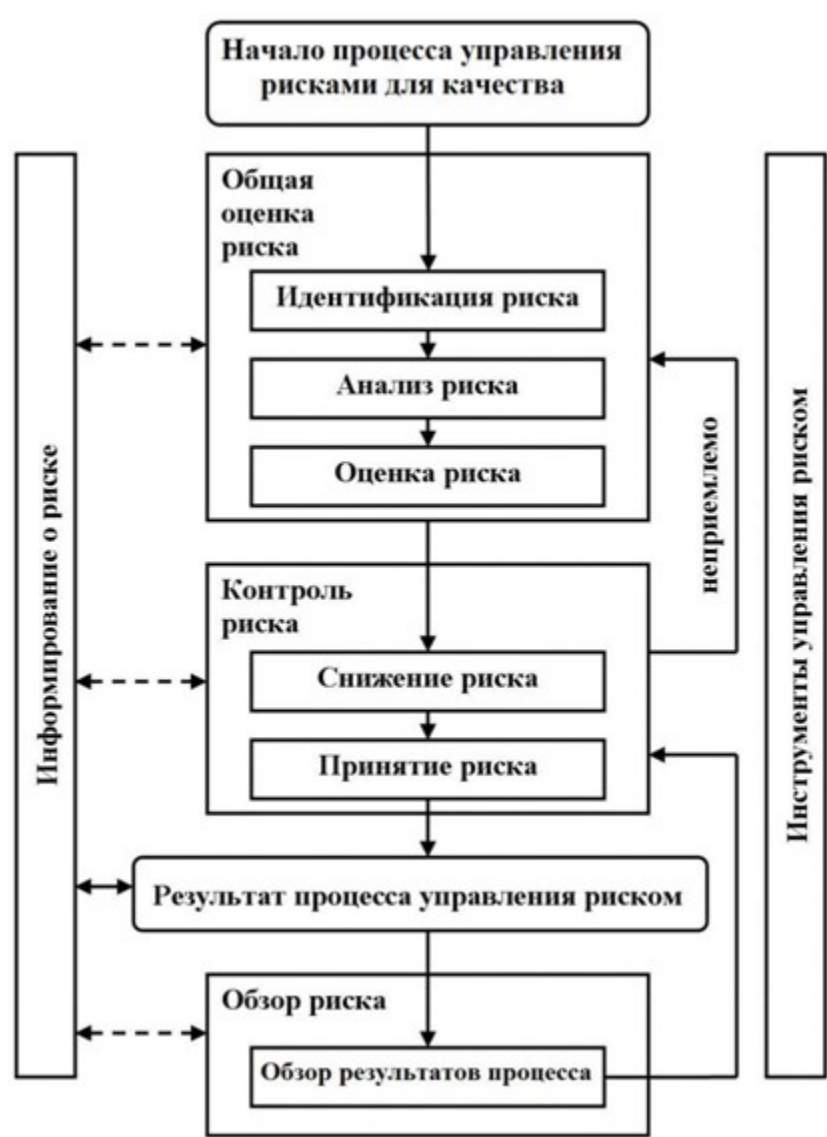 Начало процесса управления
рисками для качества
Общая
оценка
риска
Идентификация риска
Анализ риска
Оценка риска
неприемлемо
Контроль
риска
Снижение риска
Принятие риска
Результат процесса управления риском
Обзор риска
Обзор результатов процесса
Информирование о риске
Инструменты управления риском